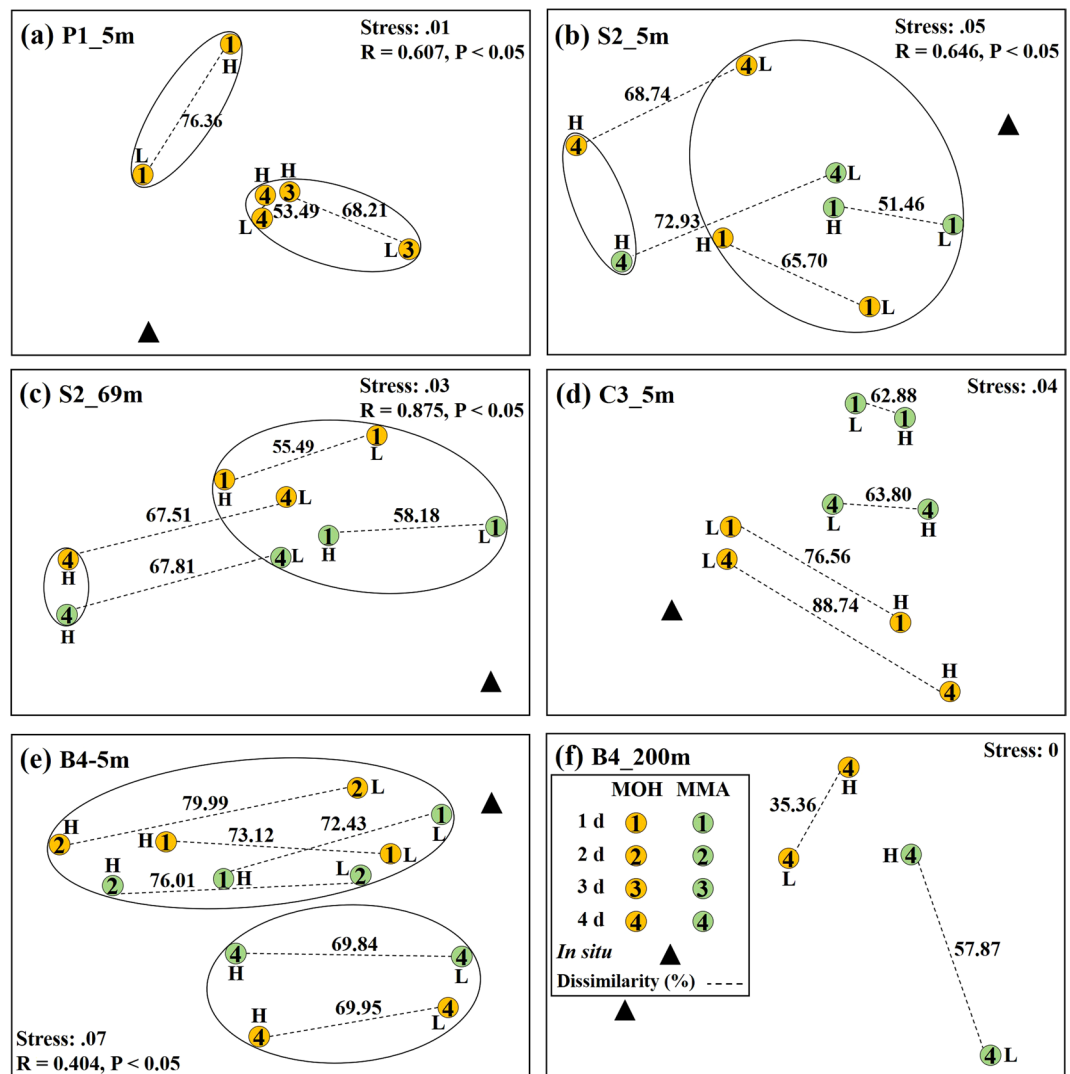 (a) P1_5m
Stress: .01
R = 0.607, P < 0.05
1
H
76.36
L
1
H H
4 3
53.49 68.21
L 4
L 3
(b) S2_5m
Stress: .05
R = 0.646, P < 0.05
4 L
68.74
H
4
4 L
1
H
51.46
1
L
72.93
H
4
H 1
65.70
1 L
(c) S2_69m
Stress: .03
R = 0.875, P < 0.05
1
L
55.49
1
H
4 L
67.51
58.18
1
H
L 1
4 L
67.81
4
H
4
H
(d) C3_5m
Stress: .04
62.88
1
L
1
H
63.80
4
L
4
H
L 1
76.56
L 4
88.74
H
1
H
4
(e) B4-5m
2 L
79.99
72.43
1
L
H
2
H 1
73.12
1 L
H
2
76.01
1 H
L 2
4
H
69.84
4
L
H
4
69.95
4
L
Stress: .07
R = 0.404, P < 0.05
(f) B4_200m
Stress: 0
MOH MMA
1 d 1 1
2 d 2 2
3 d 3 3
4 d 4 4
In situ
Dissimilarity (%)
4
H
35.36
4
L
H 4
57.87
4 L